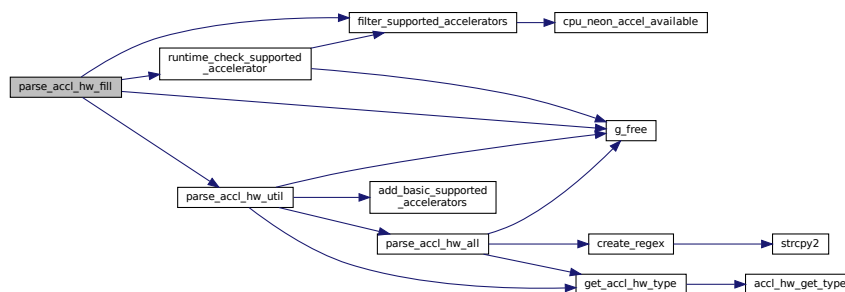 filter_supported_accelerators
cpu_neon_accel_available
runtime_check_supported
_accelerator
parse_accl_hw_fill
g_free
parse_accl_hw_util
add_basic_supported
_accelerators
parse_accl_hw_all
create_regex
strcpy2
get_accl_hw_type
accl_hw_get_type